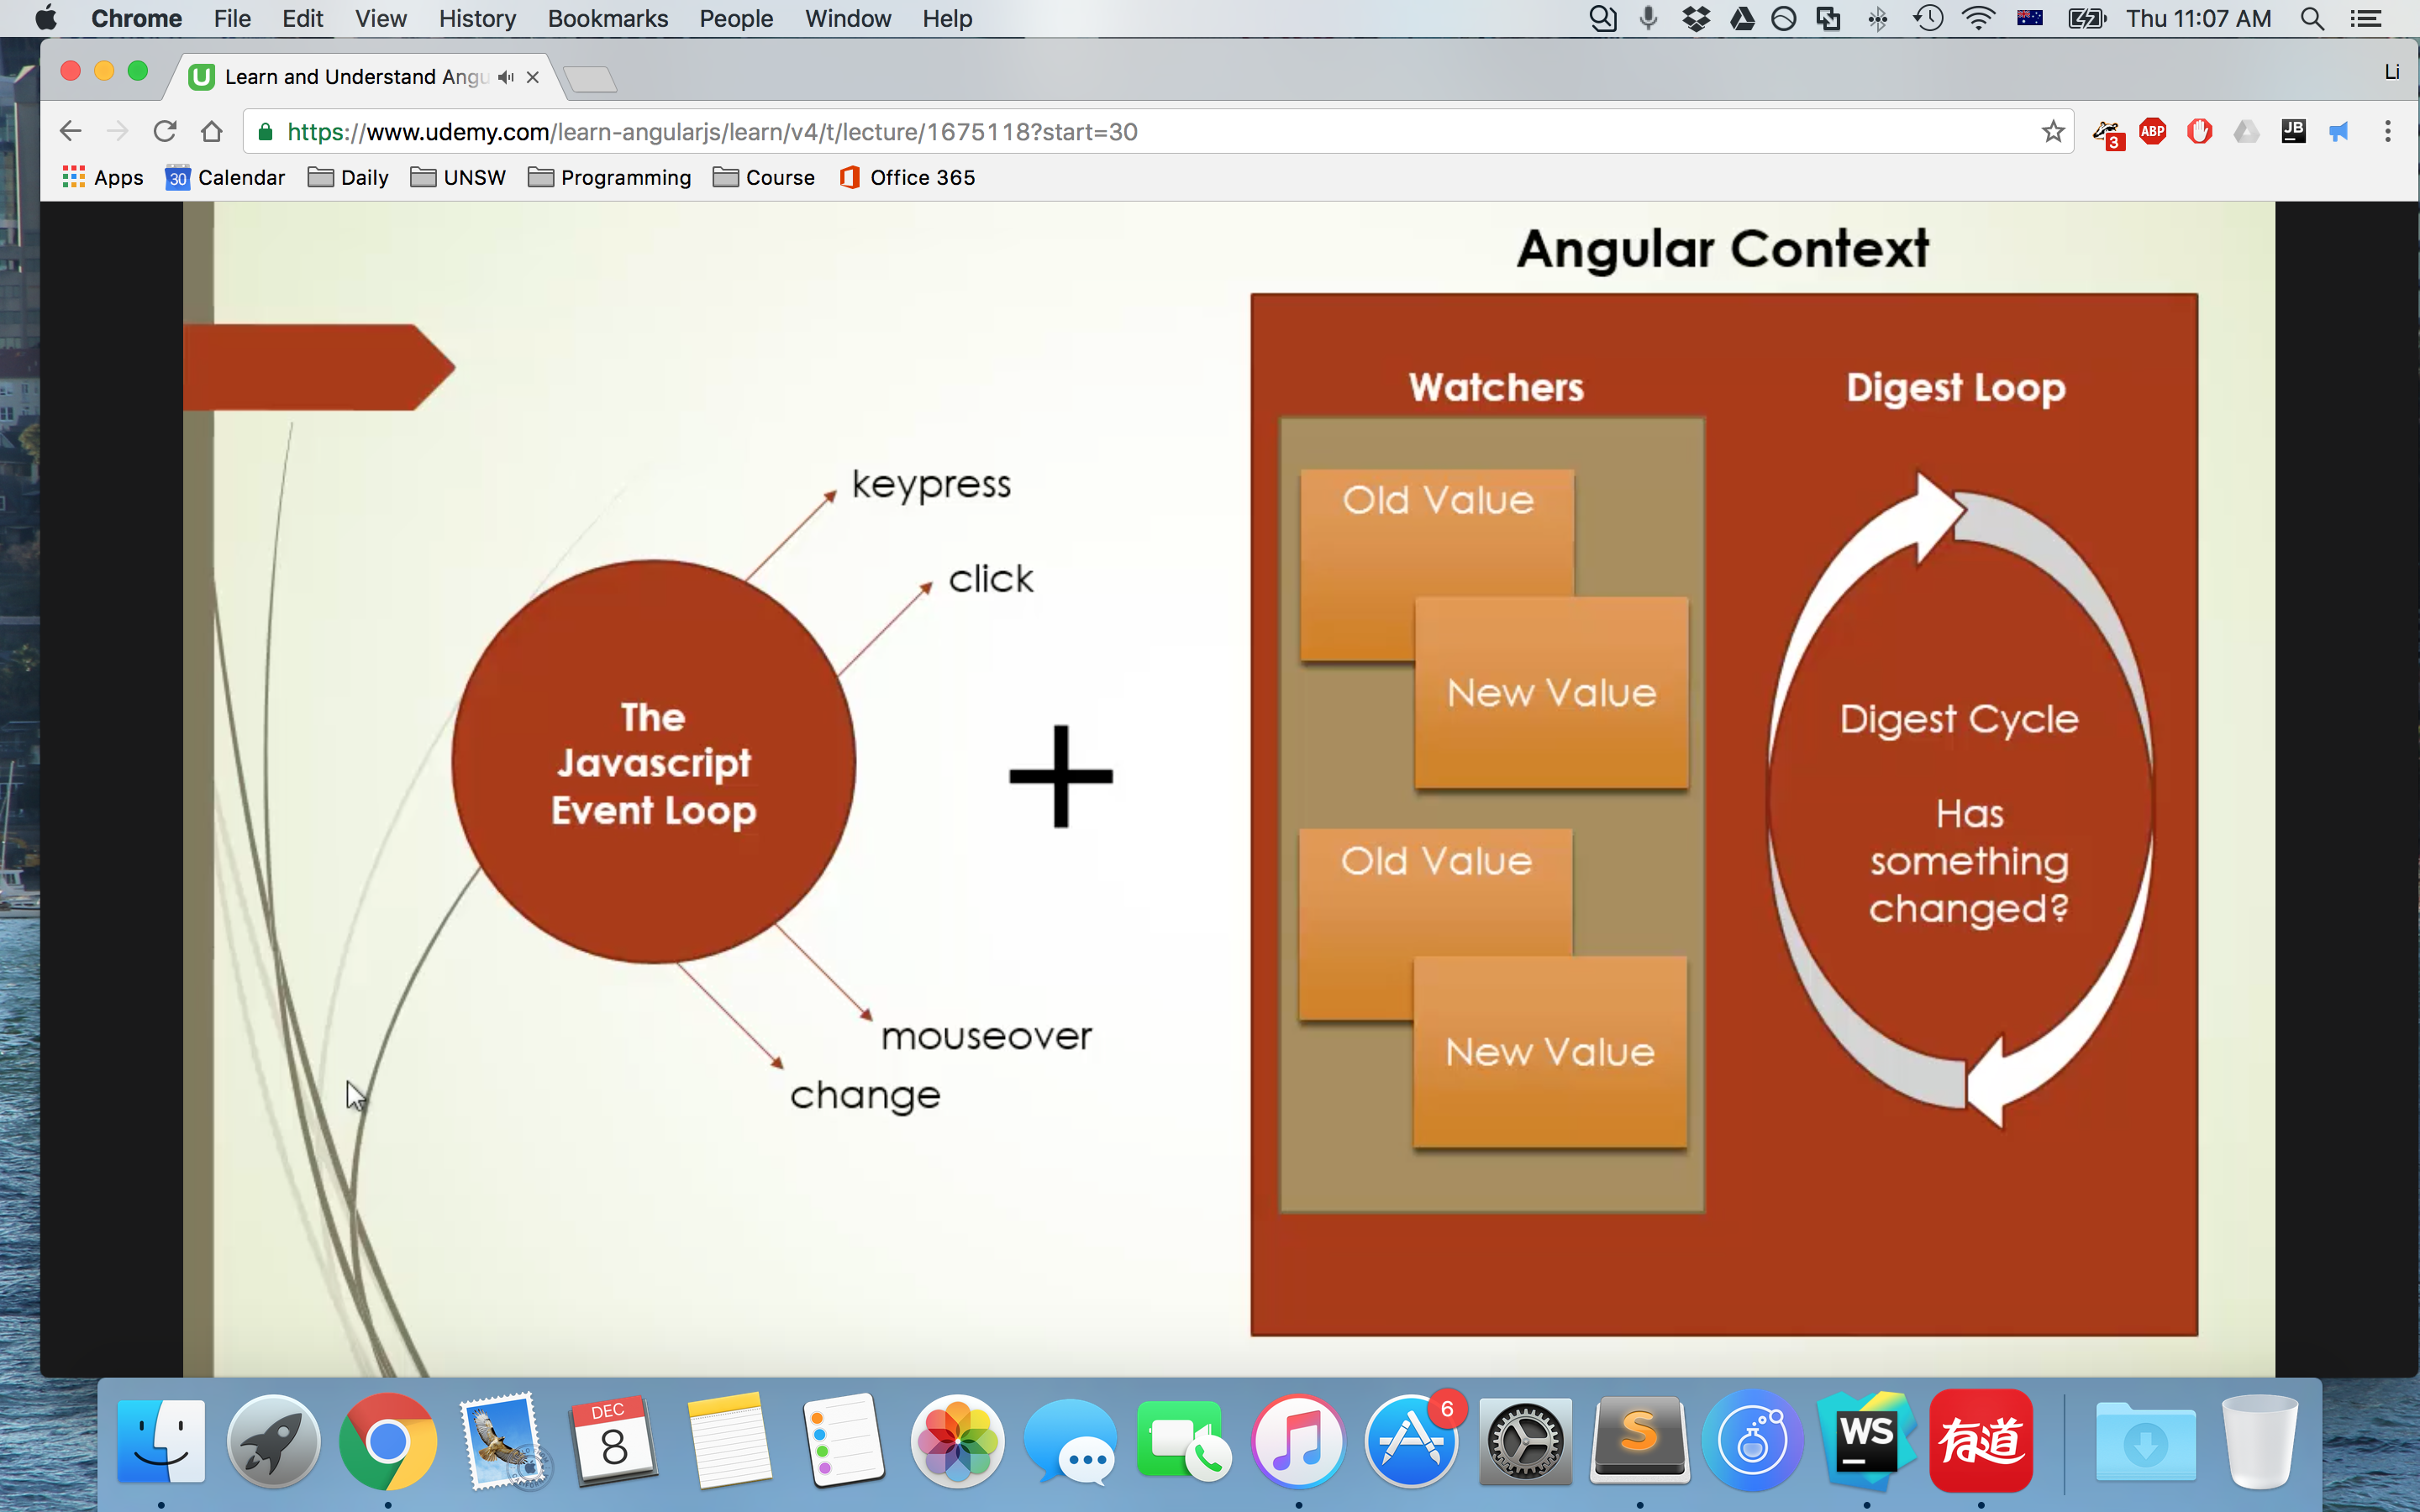 Chrome File Edit View History Bookmarks People Window Help Thu 11:07 AM
Learn and Understand Angu
Li
https://www.udemy.com/learn-angularjs/learn/v4/t/lecture/1675118?start=30
3
ABP
JB
Apps 30 Calendar Daily UNSW Programming Course Office 365
Angular Context
Watchers
Digest Loop
keypress
click
Old Value
New Value
The
Javascript
Event Loop
+
Digest Cycle
Has
something
changed?
Old Value
New Value
mouseover
change
DEC
8
6
S
WS
有道